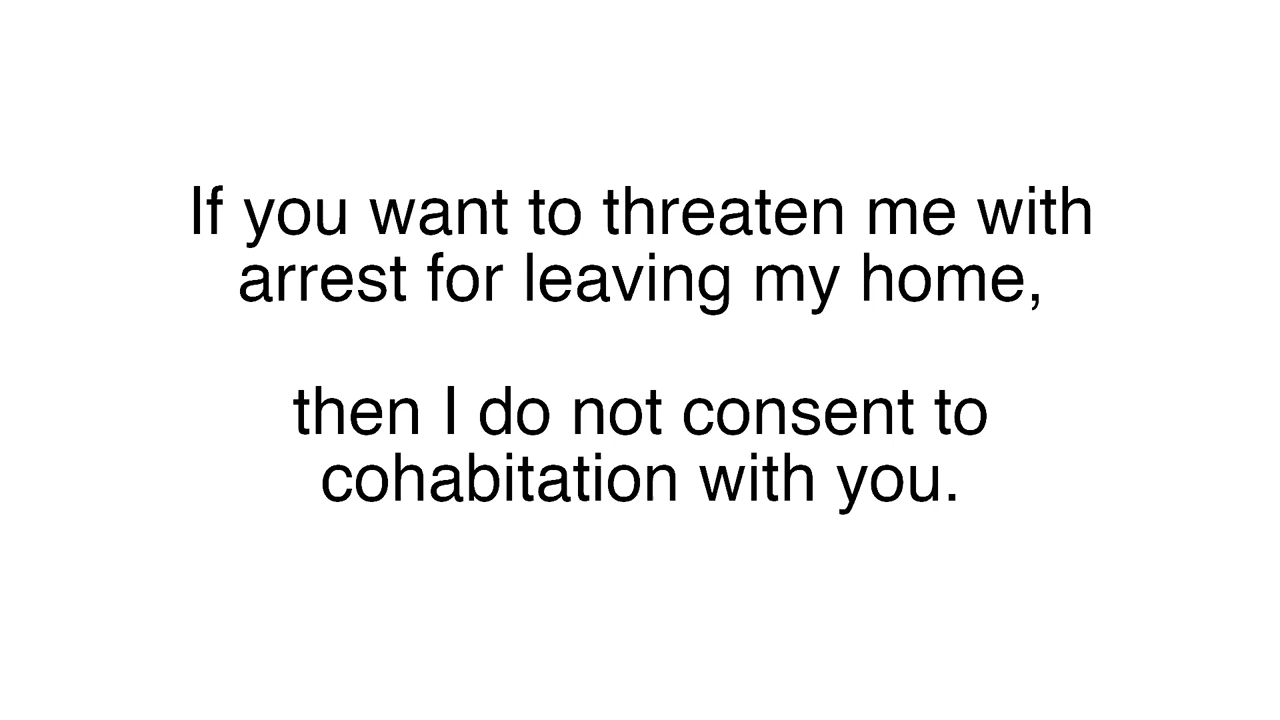 If you want to threaten me with
arrest for leaving my home,
then I do not consent to
cohabitation with you.